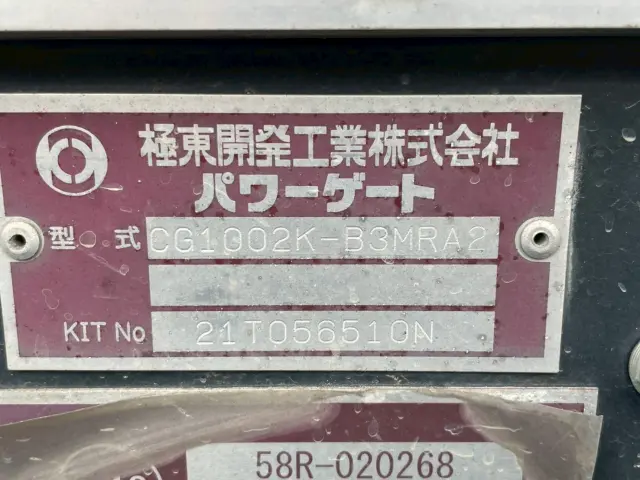 極東開発工業株式会社
パワーゲート
型 式 CG1002K-B3MRA2
KIT No 21T056510N
58R-020268